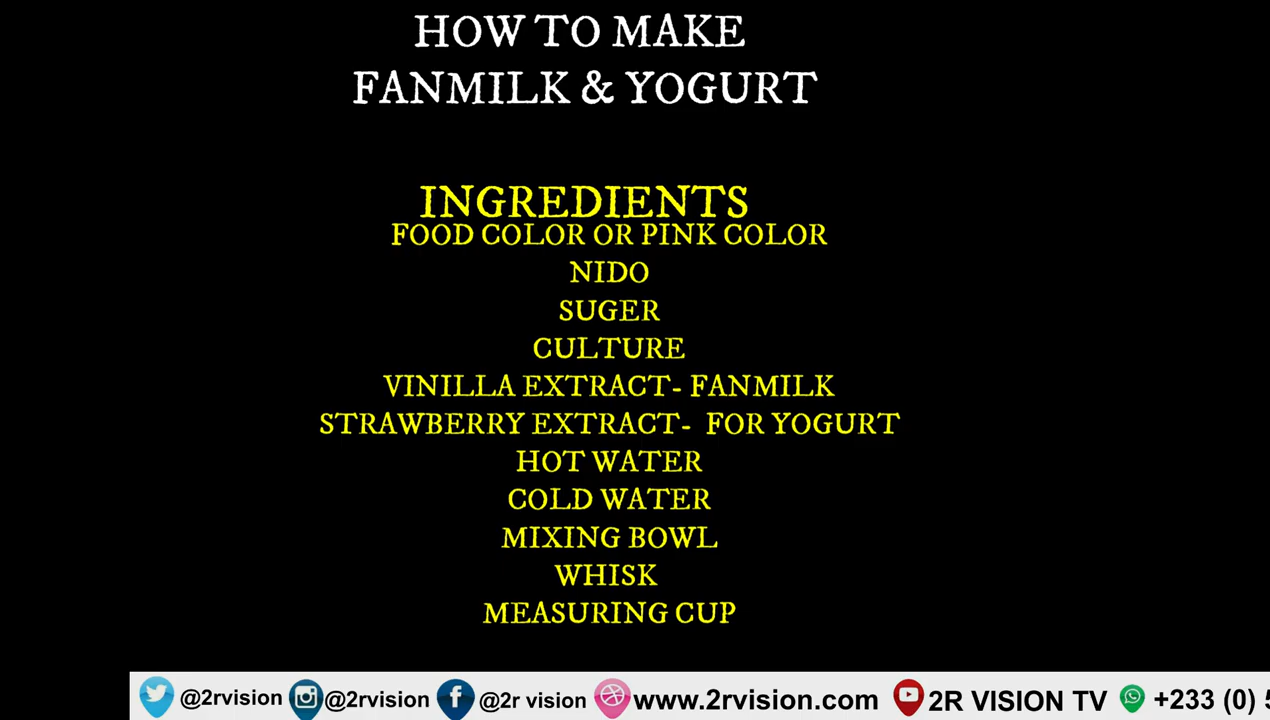 HOW TO MAKE
FANMILK & YOGURT
INGREDIENTS
FOOD COLOR OR PINK COLOR
NIDO
SUGER
CULTURE
VINILLA EXTRACT- FANMILK
STRAWBERRY EXTRACT- FOR YOGURT
HOT WATER
COLD WATER
MIXING BOWL
WHISK
MEASURING CUP
@2rvision @2rvision @2r vision www.2rvision.com 2R VISION TV +233 (0)